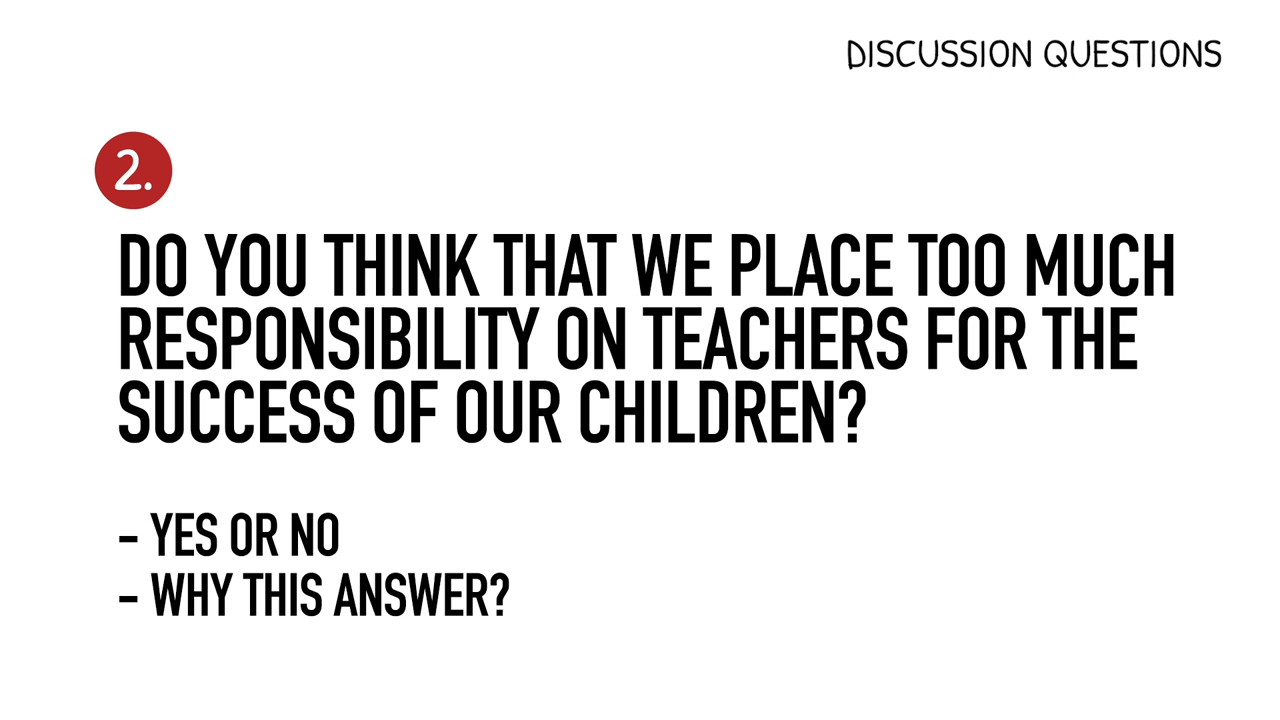 DISCUSSION QUESTIONS
2.
DO YOU THINK THAT WE PLACE TOO MUCH
RESPONSIBILITY ON TEACHERS FOR THE
SUCCESS OF OUR CHILDREN?
- YES OR NO
- WHY THIS ANSWER?